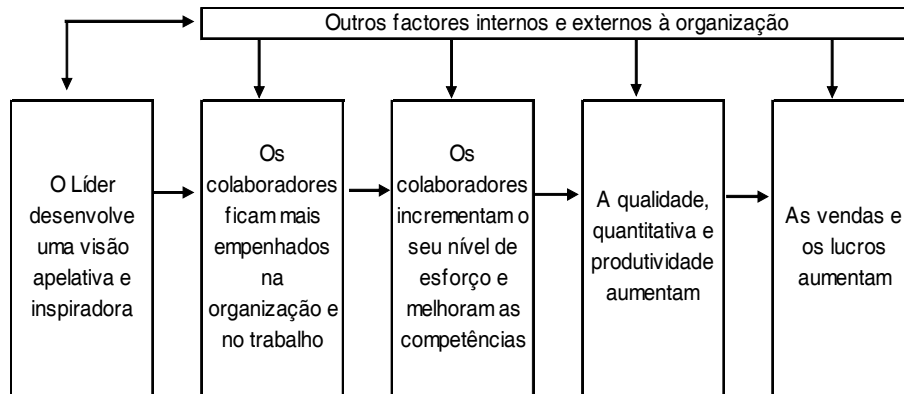 Outros factores internos e externos à organização
O Líder
desenvolve
uma visão
apelativa e
inspiradora
Os
colaboradores
ficam mais
empenhados
na
organização e
no trabalho
Os
colaboradores
incrementam o
seu nível de
esforço e
melhoram as
competências
A qualidade,
quantitativa e
produtividade
aumentam
As vendas e
os lucros
aumentam